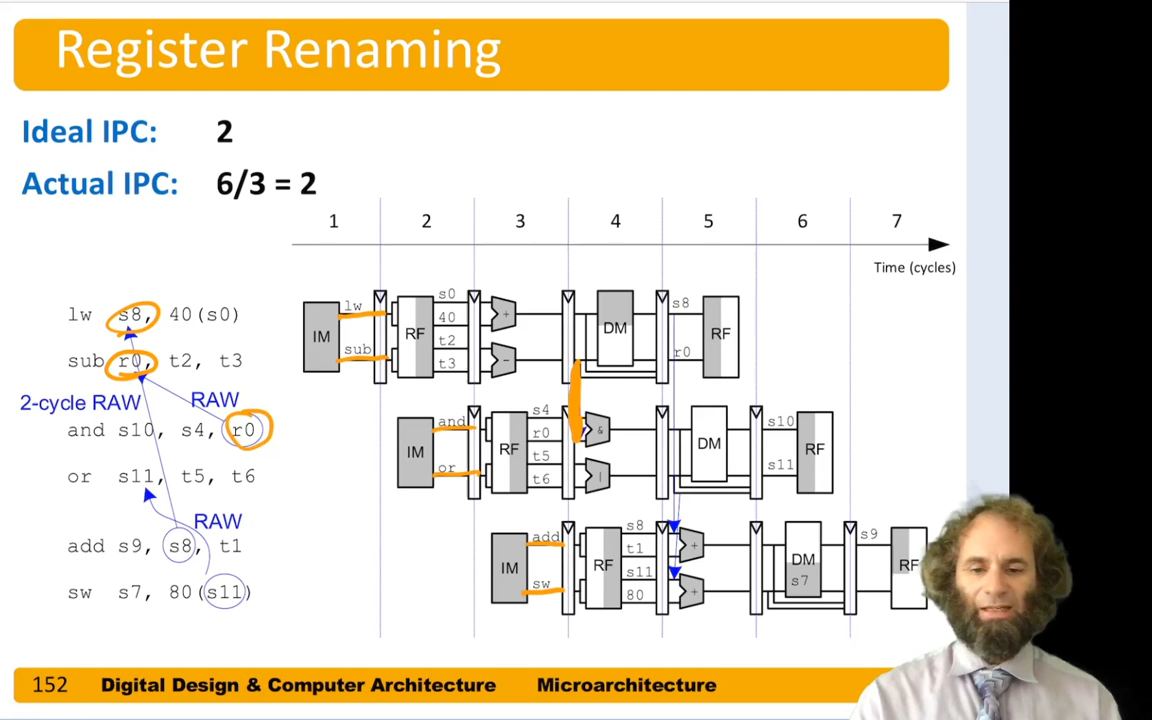 Register Renaming
Ideal IPC: 2
Actual IPC: 6/3 = 2
1 2 3 4 5 6 7
Time (cycles)
lw s8, 40(s0)
sub r0, t2, t3
2-cycle RAW RAW
and s10, s4, r0
or s11, t5, t6
RAW
add s9, s8, t1
sw s7, 80(s11)
IM lw sub RF s0 40 t2 t3 + - DM s8 r0 RF
IM and or RF s4 r0 t5 t6 & | DM s10 s11 RF
IM add sw RF s8 t1 s11 80 + + DM s7 s9 RF
152 Digital Design & Computer Architecture Microarchitecture